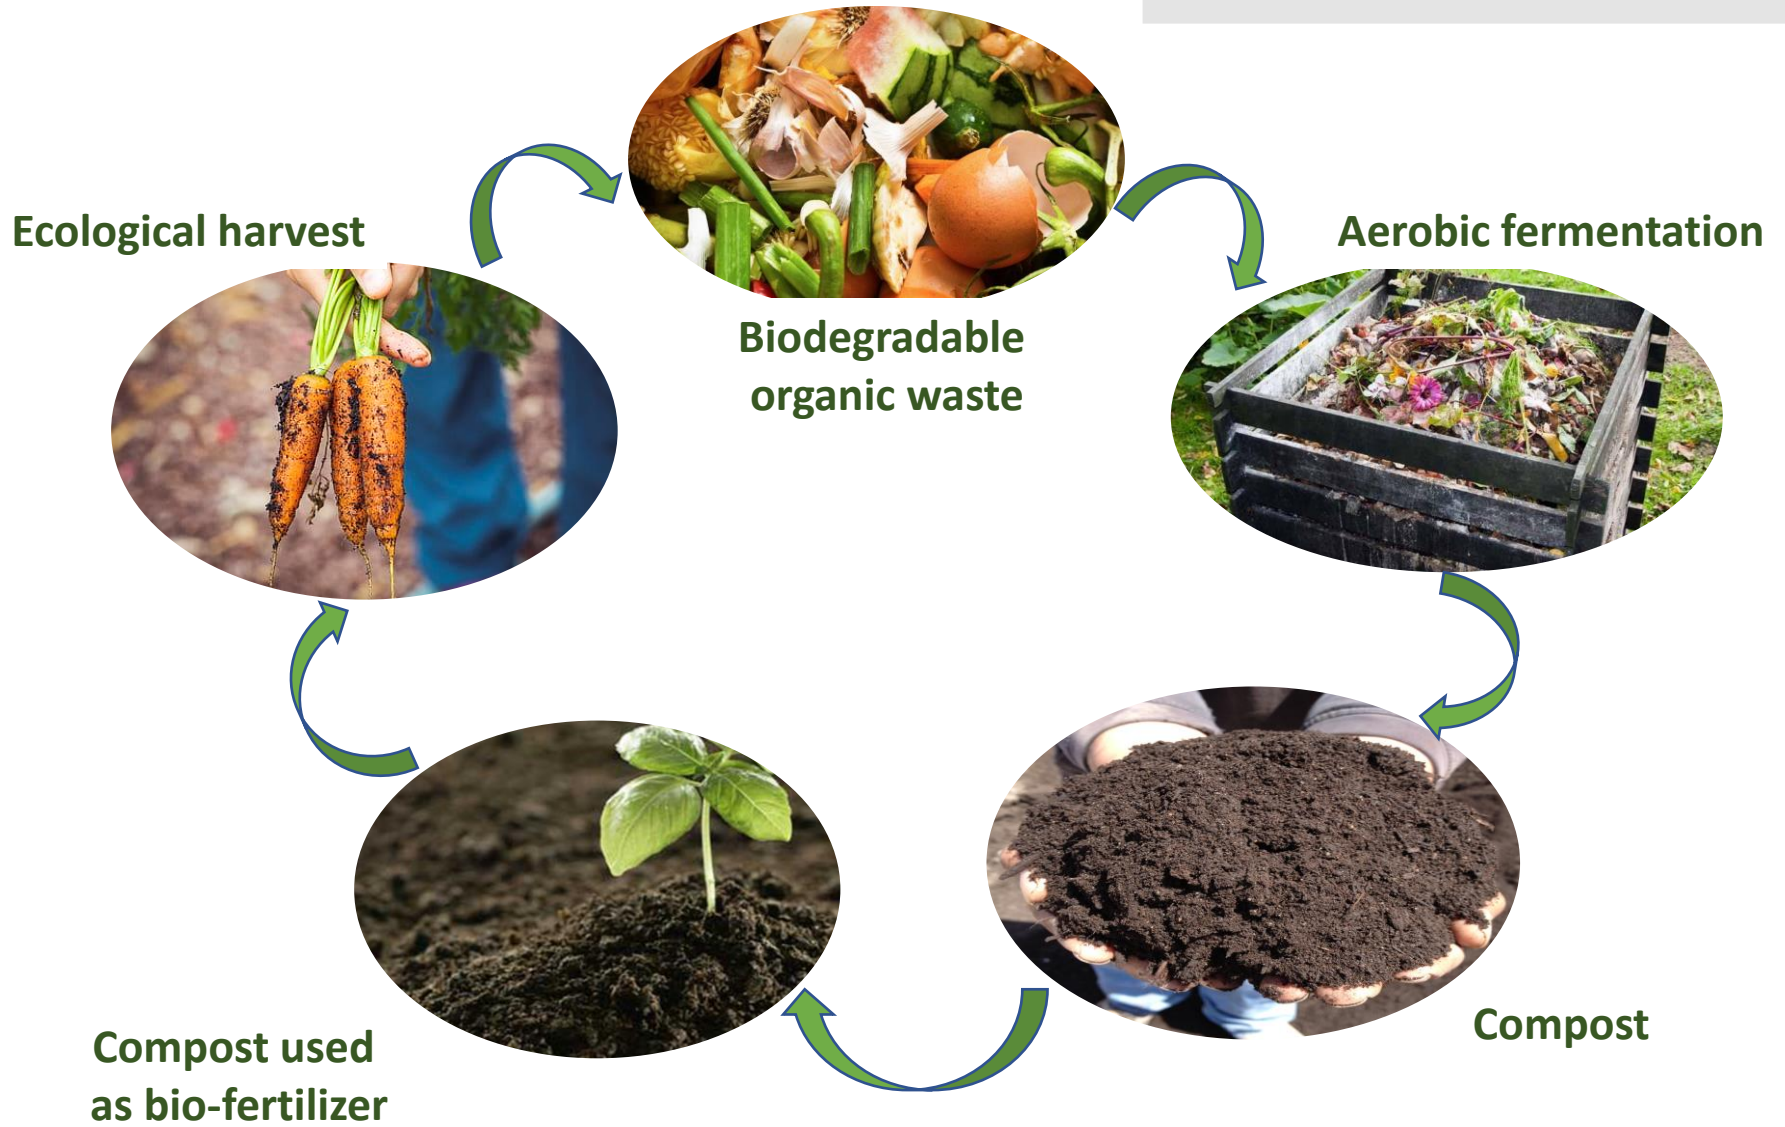 Ecological harvest
Aerobic fermentation
Biodegradable
organic waste
Compost
Compost used
as bio-fertilizer